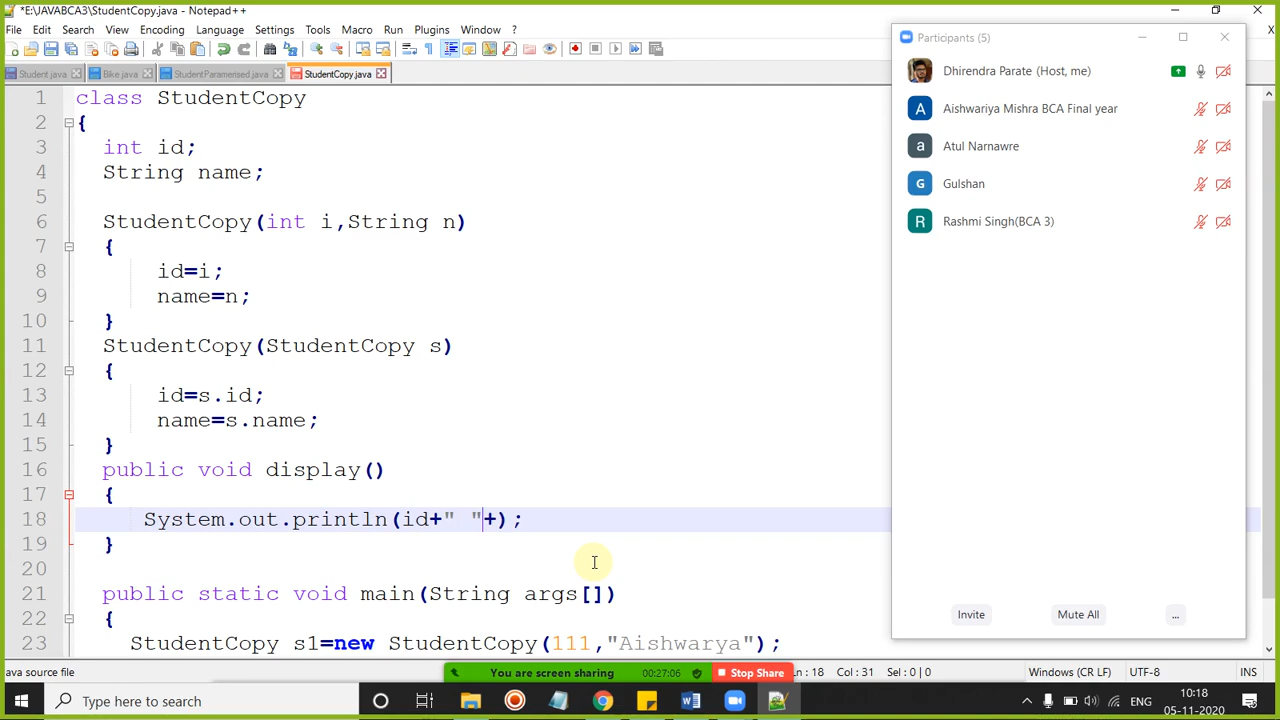 *E:\JAVABCA3\StudentCopy.java - Notepad++
File Edit Search View Encoding Language Settings Tools Macro Run Plugins Window ? X
Student.java Bike.java StudentParamensed.java StudentCopy.java
1 class StudentCopy
2 {
3 int id;
4 String name;
5
6 StudentCopy(int i,String n)
7 {
8 id=i;
9 name=n;
10 }
11 StudentCopy(StudentCopy s)
12 {
13 id=s.id;
14 name=s.name;
15 }
16 public void display()
17 {
18 System.out.println(id+" "+);
19 }
20
21 public static void main(String args[])
22 {
23 StudentCopy s1=new StudentCopy(111,"Aishwarya");
Participants (5)
Dhirendra Parate (Host, me)
A Aishwariya Mishra BCA Final year
a Atul Narnawre
G Gulshan
R Rashmi Singh(BCA 3)
Invite Mute All ...
ava source file You are screen sharing 00:27:06 Stop Share Ln : 18 Col : 31 Sel : 0 | 0 Windows (CR LF) UTF-8 INS
Type here to search ENG 10:18
05-11-2020